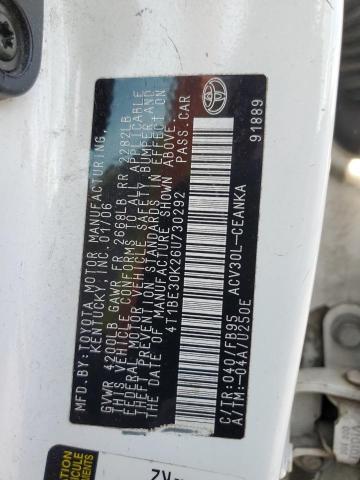 MFD.BY:TOYOTA MOTOR MANUFACTURING,
KENTUCKY, INC. 01/06
GVWR 4200LB GAWR FR 2668LB RR 2282LB
THIS VEHICLE CONFORMS TO ALL APPLICABLE
FEDERAL MOTOR VEHICLE SAFETY, BUMPER, AND
THEFT PREVENTION STANDARDS IN EFFECT ON
THE DATE OF MANUFACTURE SHOWN ABOVE.
4T1BE30K26U730292 PASS.CAR
C/TR:049/FB95 ACV30L-CEANKA
A/TM:-04A/U250E
91889